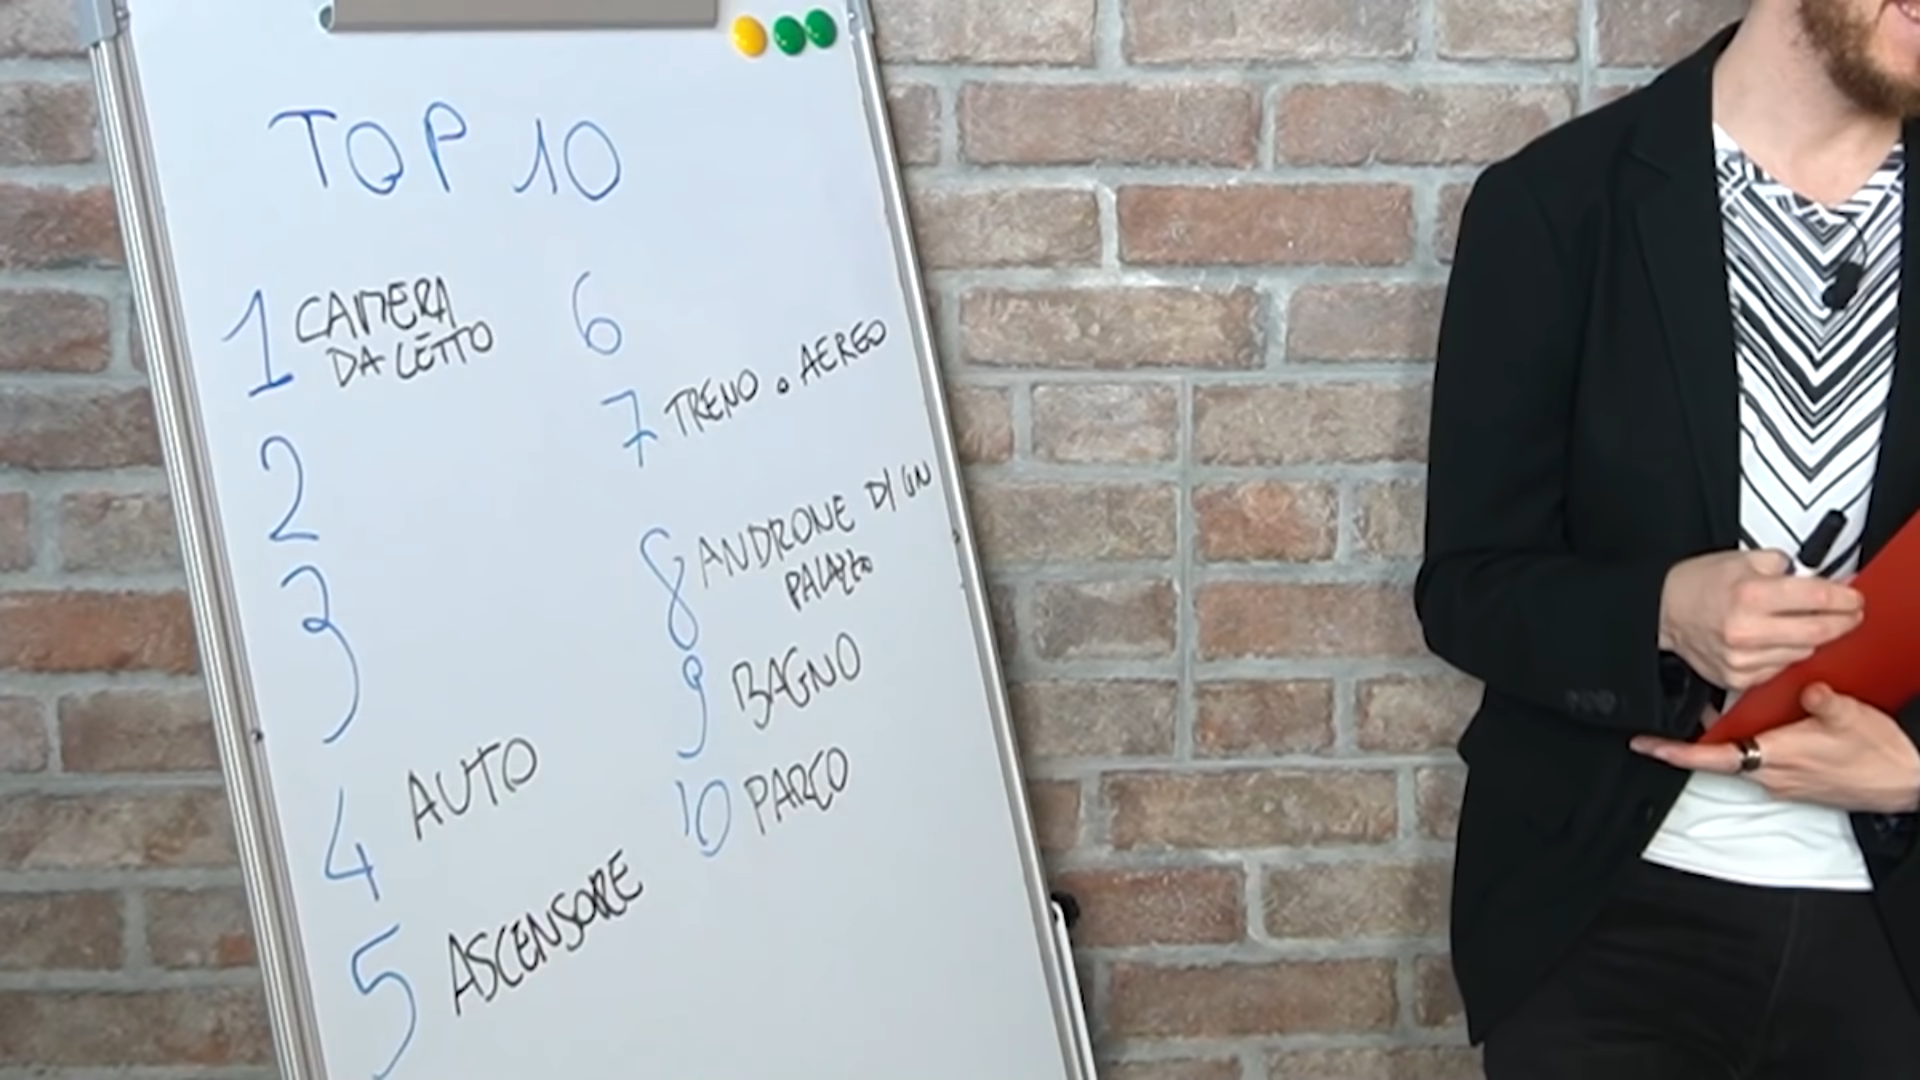 TOP 10
1 CAMERA
DA LETTO
2
3
4 AUTO
5 ASCENSORE
6
7 TRENO o AEREO
8 ANDRONE DI UN
PALAZZO
9 BAGNO
10 PARCO